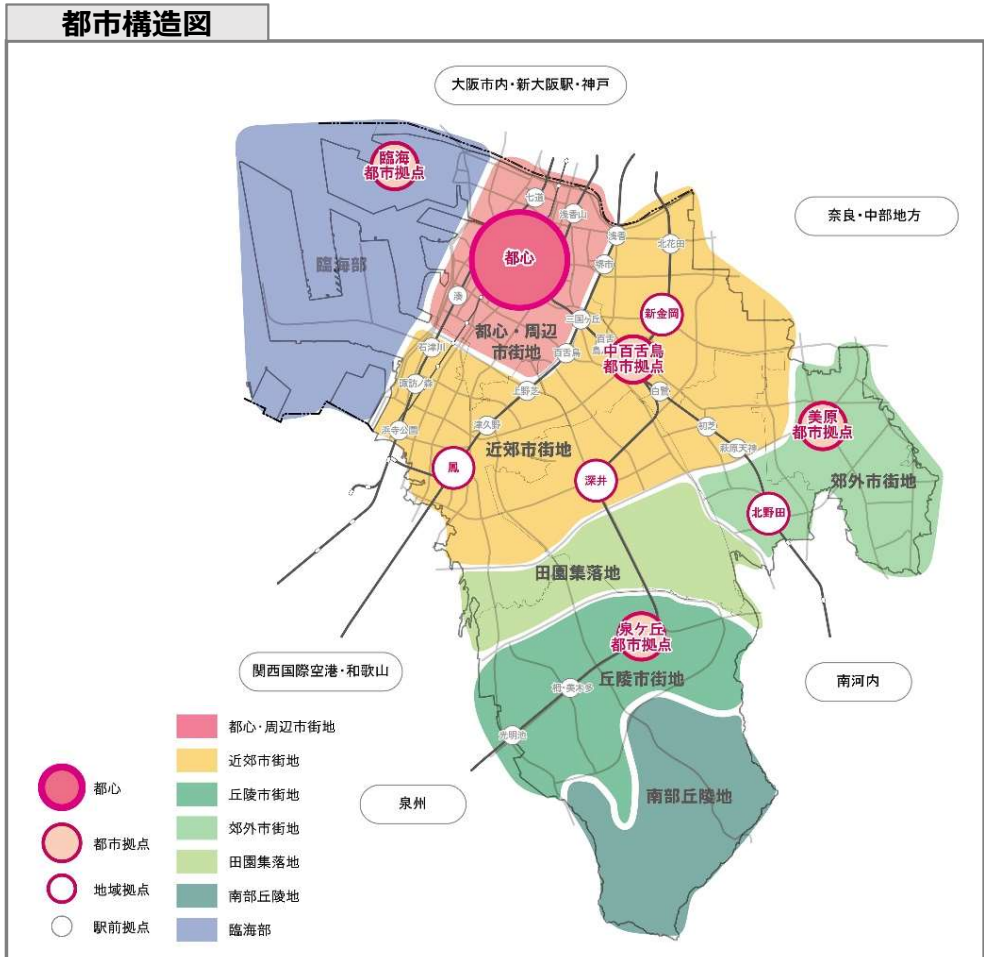 都市構造図
大阪市内・新大阪駅・神戸
臨海
都市拠点
七道
浅香山
奈良・中部地方
都心
浅香
北花田
臨海部
堺市
湊
新金岡
三国ヶ丘
都心・周辺
市街地
石津川
百舌鳥
百舌鳥
中百舌鳥
都市拠点
諏訪ノ森
上野芝
白鷺
美原
都市拠点
浜寺公園
津久野
初芝
近郊市街地
萩原天神
鳳
深井
郊外市街地
北野田
田園集落地
泉ケ丘
都市拠点
関西国際空港・和歌山
丘陵市街地
南河内
栂・美木多
光明池
南部丘陵地
泉州
都心
都市拠点
地域拠点
駅前拠点
都心・周辺市街地
近郊市街地
丘陵市街地
郊外市街地
田園集落地
南部丘陵地
臨海部